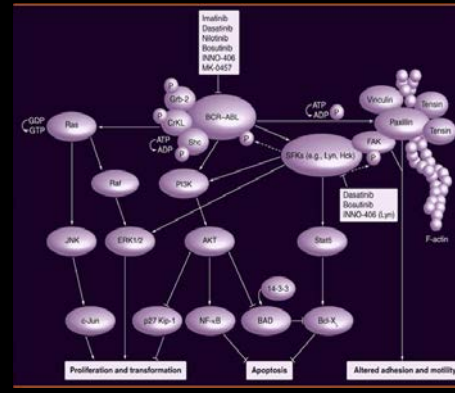 Imatinib
Dasatinib
Nilotinib
Bosutinib
INNO-406
MK-0457
P
Grb-2
P
CrKL
BCR-ABL
P
Shc
P
P
ATP
ADP
GDP
GTP
Ras
ATP
ADP
P
Vinculin
Tensin
Paxillin
Tensin
FAK
P
SFKs (e.g., Lyn, Hck)
Raf
PI3K
Dasatinib
Bosutinib
INNO-406 (Lyn)
F-actin
JNK
ERK1/2
AKT
Stat5
14-3-3
c-Jun
p27 Kip-1
NF-κB
BAD
Bcl-XL
Proliferation and transformation
Apoptosis
Altered adhesion and motility